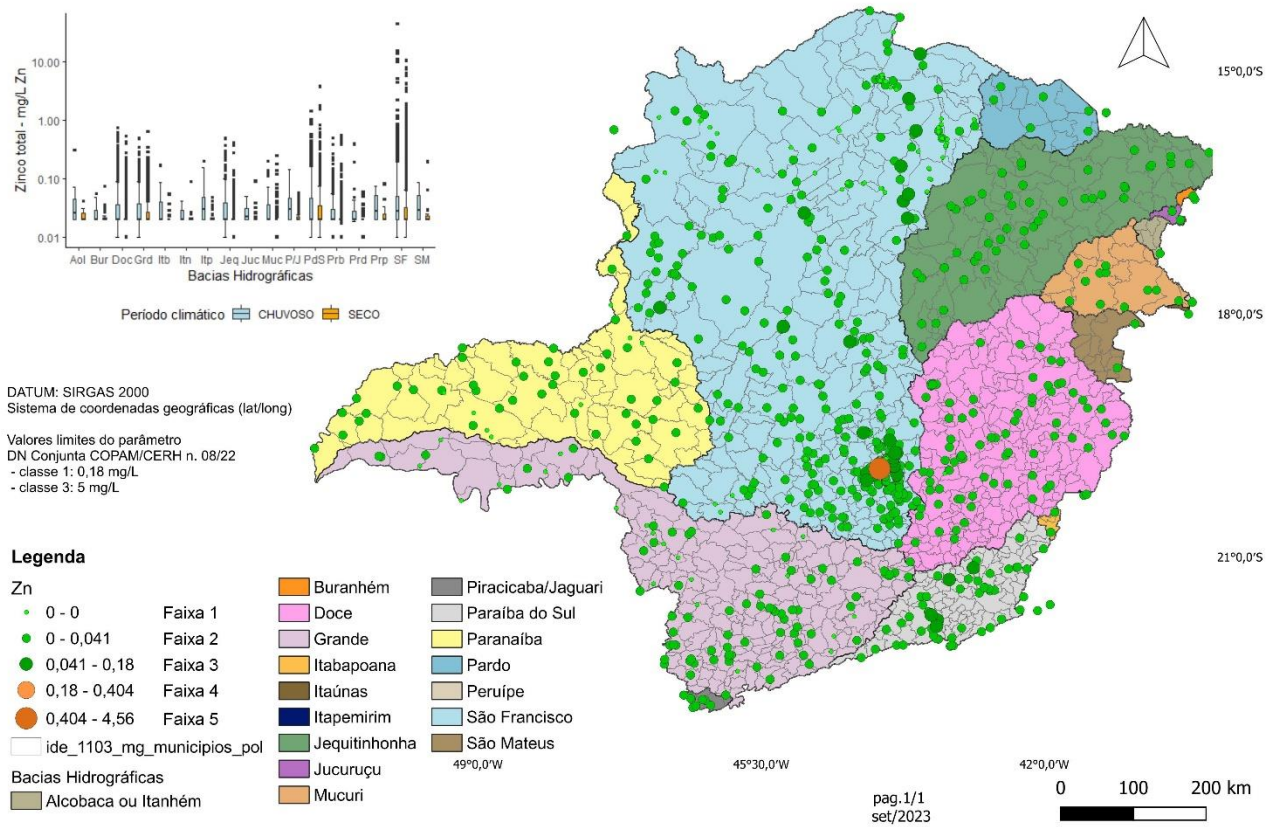 Zinco total - mg/L Zn
10.00
1.00
0.10
0.01
Aol Bur Doc Grd Itb Itn Itp Jeq Juc Muc P/J PdS Prb Prd Prp SF SM
Bacias Hidrográficas
Período climático CHUVOSO SECO
15°0,0'S
18°0,0'S
21°0,0'S
DATUM: SIRGAS 2000
Sistema de coordenadas geográficas (lat/long)
Valores limites do parâmetro
DN Conjunta COPAM/CERH n. 08/22
- classe 1: 0,18 mg/L
- classe 3: 5 mg/L
Legenda
Zn
0 - 0 Faixa 1
0 - 0,041 Faixa 2
0,041 - 0,18 Faixa 3
0,18 - 0,404 Faixa 4
0,404 - 4,56 Faixa 5
ide_1103_mg_municipios_pol
Bacias Hidrográficas
Alcobaca ou Itanhém
Buranhém
Doce
Grande
Itabapoana
Itaúnas
Itapemirim
Jequitinhonha
Jucuruçu
Mucuri
Piracicaba/Jaguari
Paraíba do Sul
Paranaíba
Pardo
Peruípe
São Francisco
São Mateus
49°0,0'W
45°30,0'W
42°0,0'W
pag.1/1
set/2023
0 100 200 km